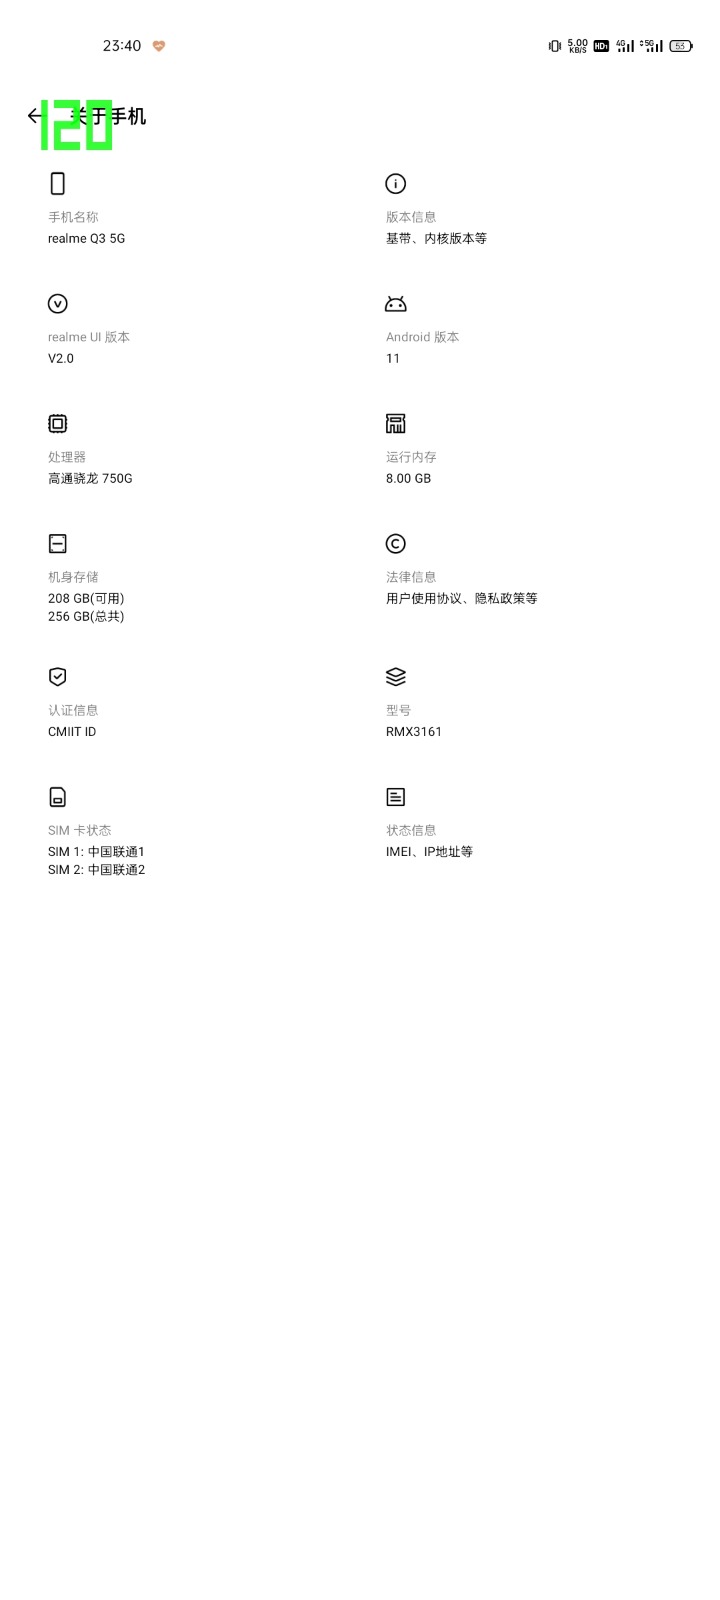 23:40
5.00 KB/S HD1 4G 5G 53
120
关于手机
手机名称
realme Q3 5G
版本信息
基带、内核版本等
realme UI 版本
V2.0
Android 版本
11
处理器
高通骁龙 750G
运行内存
8.00 GB
机身存储
208 GB(可用)
256 GB(总共)
法律信息
用户使用协议、隐私政策等
认证信息
CMIIT ID
型号
RMX3161
SIM 卡状态
SIM 1: 中国联通1
SIM 2: 中国联通2
状态信息
IMEI、IP地址等